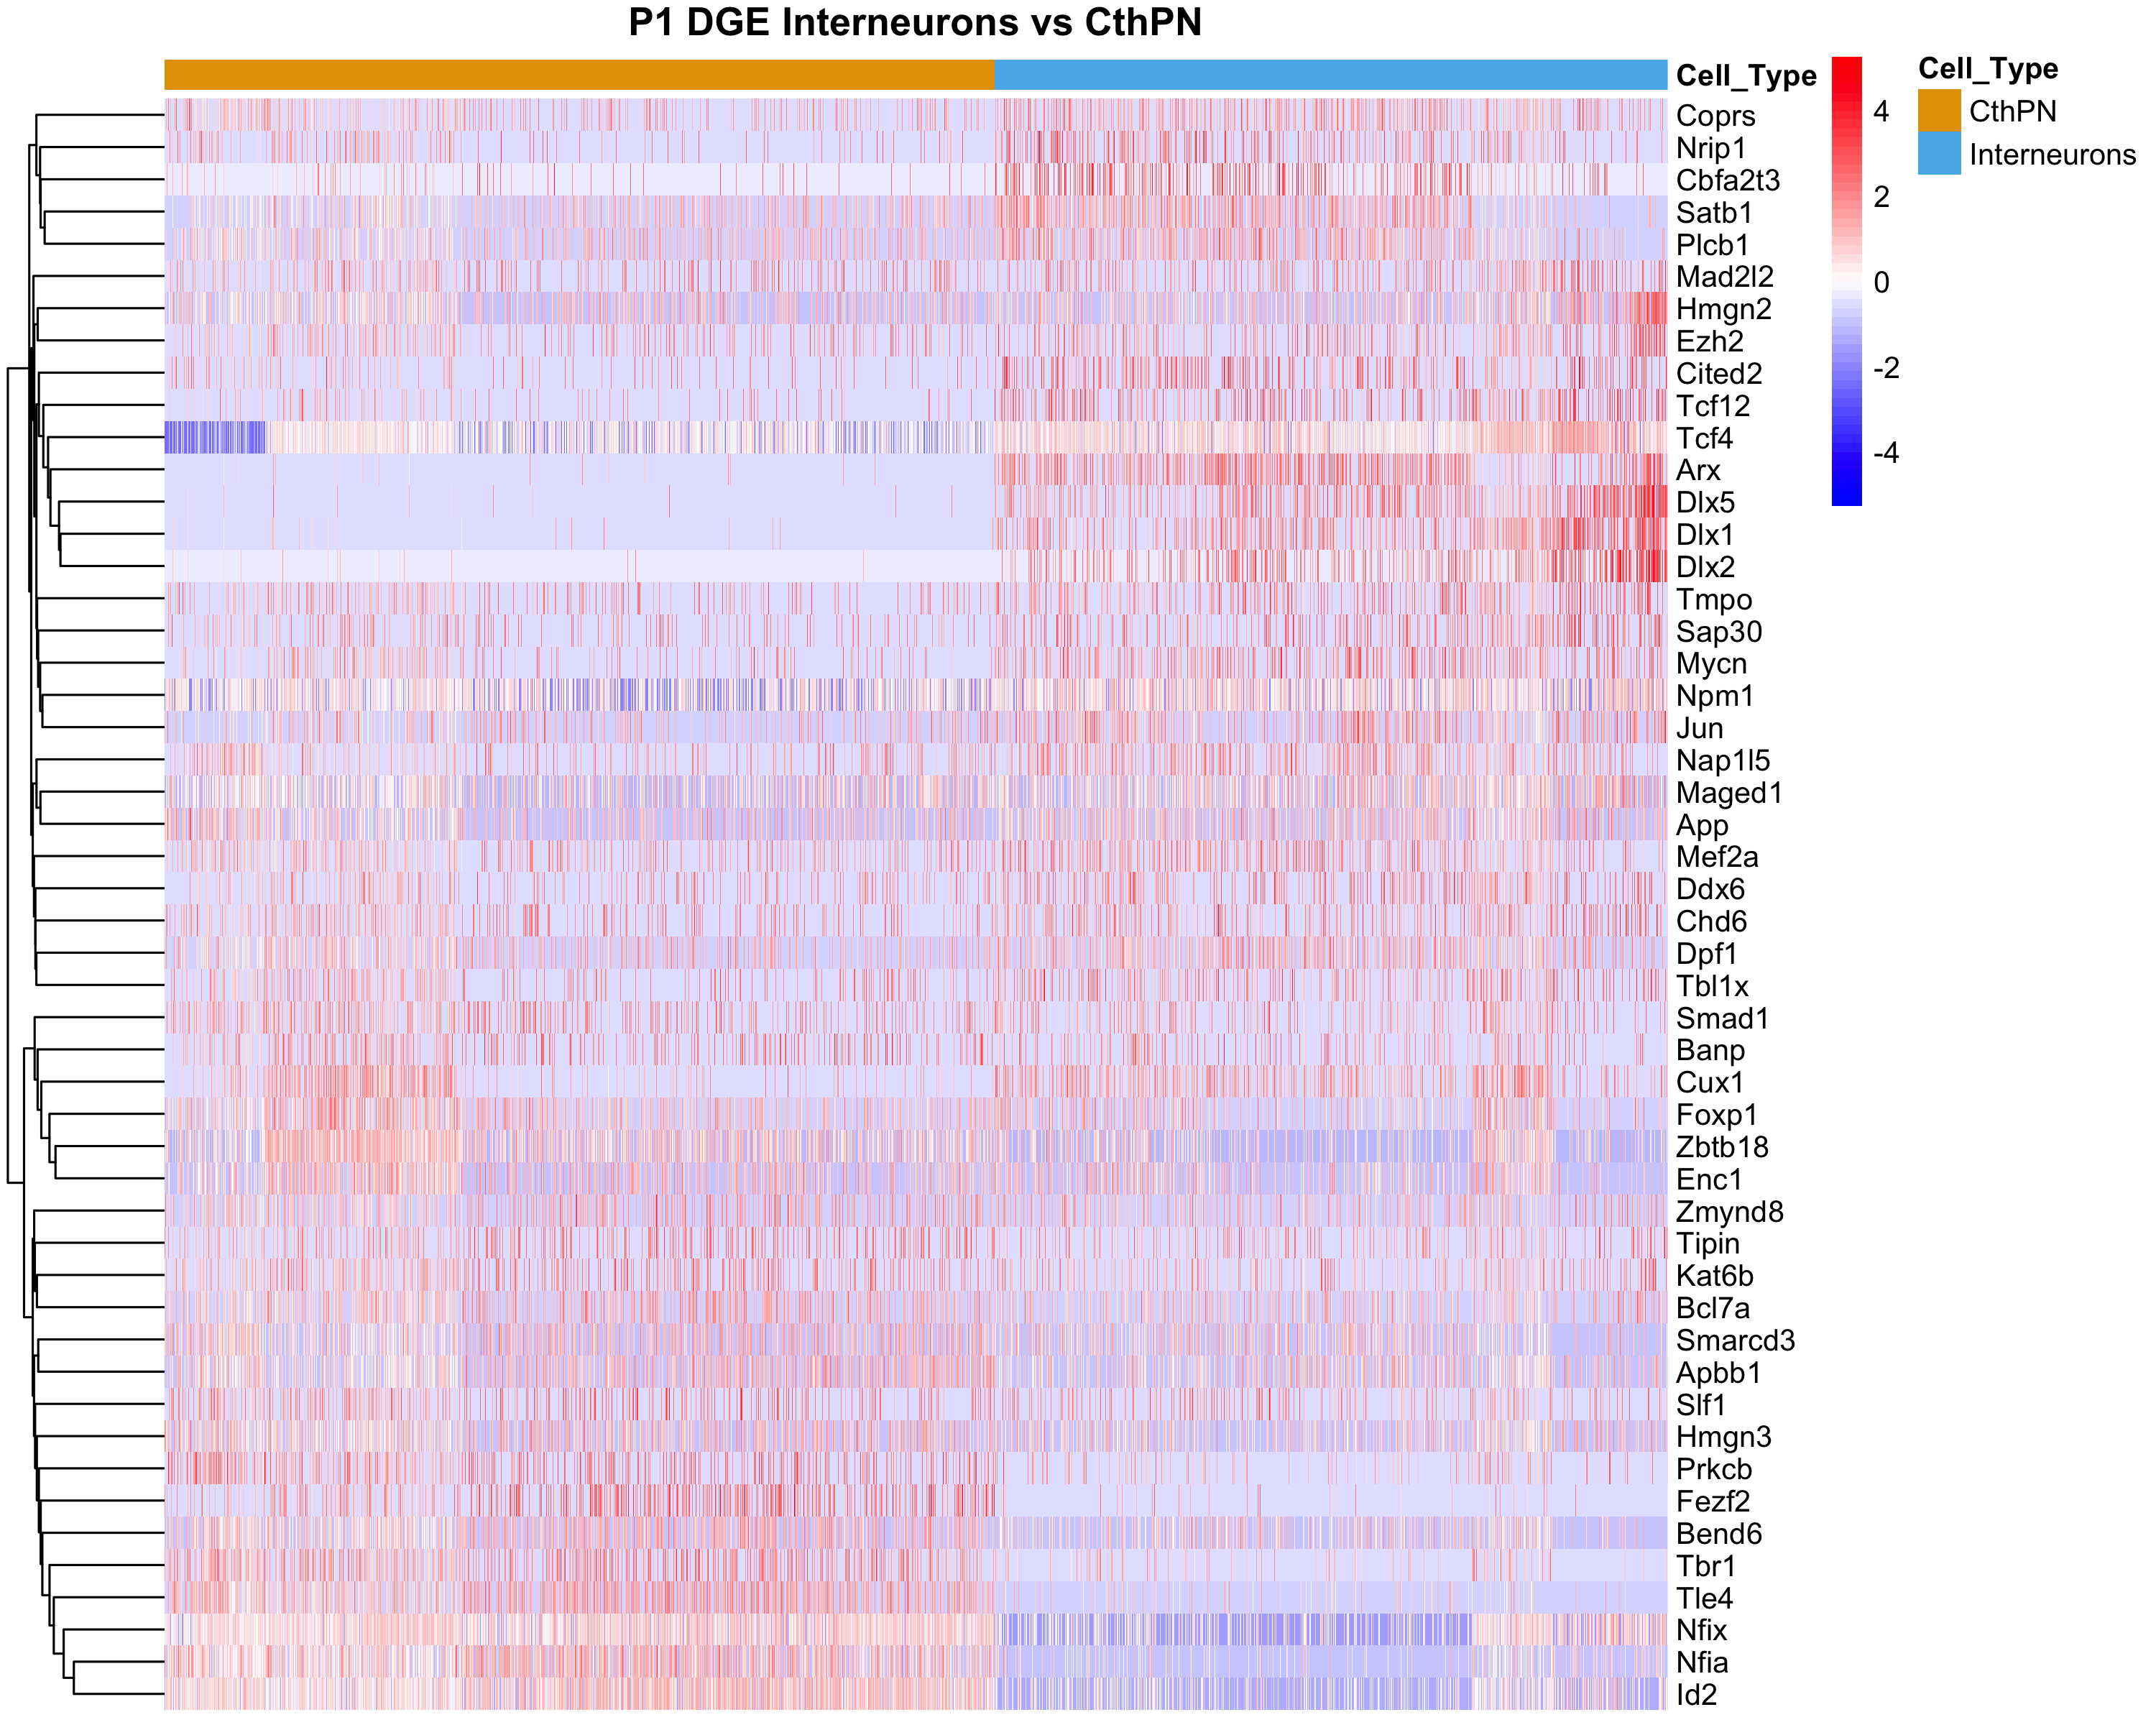 P1 DGE Interneurons vs CthPN
Cell_Type
4
2
0
-2
-4
Cell_Type
CthPN
Interneurons
Coprs
Nrip1
Cbfa2t3
Satb1
Plcb1
Mad2l2
Hmgn2
Ezh2
Cited2
Tcf12
Tcf4
Arx
Dlx5
Dlx1
Dlx2
Tmpo
Sap30
Mycn
Npm1
Jun
Nap1l5
Maged1
App
Mef2a
Ddx6
Chd6
Dpf1
Tbl1x
Smad1
Banp
Cux1
Foxp1
Zbtb18
Enc1
Zmynd8
Tipin
Kat6b
Bcl7a
Smarcd3
Apbb1
Slf1
Hmgn3
Prkcb
Fezf2
Bend6
Tbr1
Tle4
Nfix
Nfia
Id2